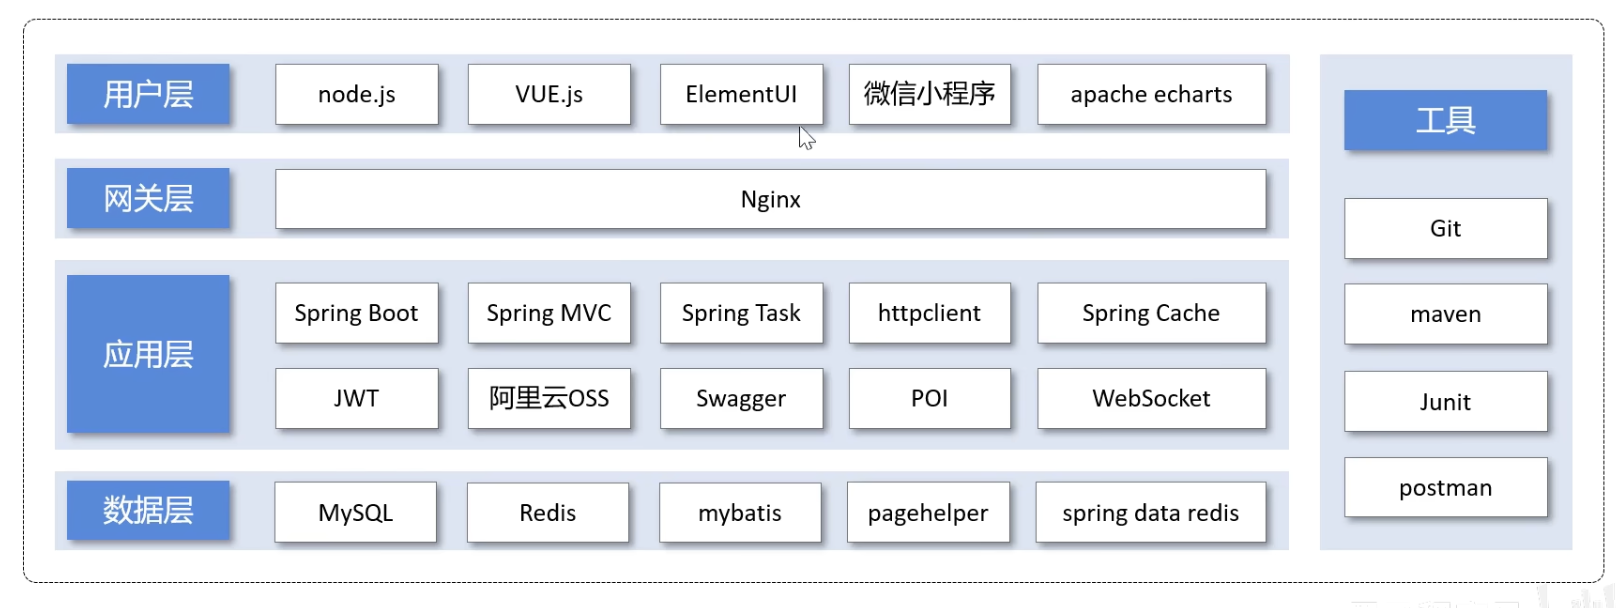 用户层
node.js
VUE.js
ElementUI
微信小程序
apache echarts
网关层
Nginx
应用层
Spring Boot
Spring MVC
Spring Task
httpclient
Spring Cache
JWT
阿里云OSS
Swagger
POI
WebSocket
数据层
MySQL
Redis
mybatis
pagehelper
spring data redis
工具
Git
maven
Junit
postman